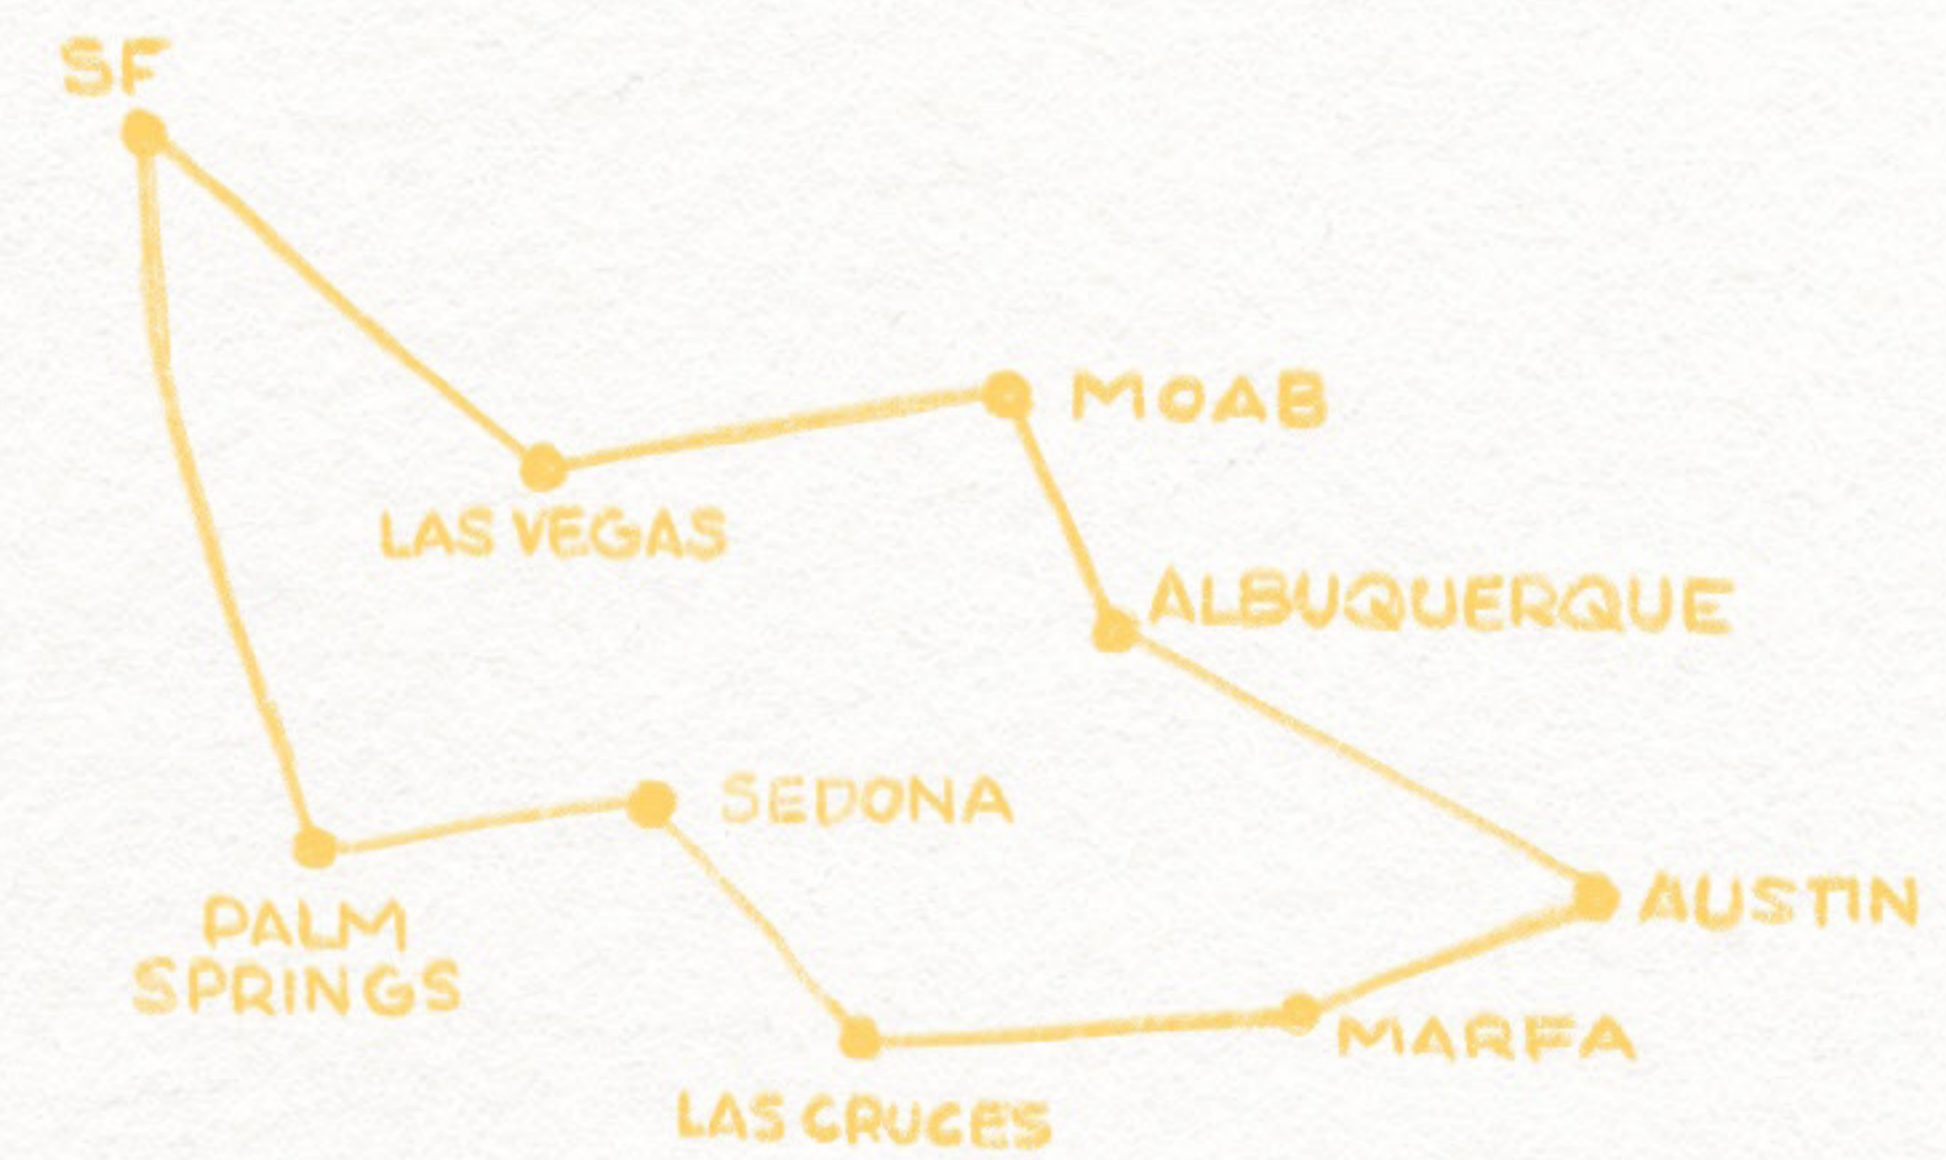 SF
MOAB
LAS VEGAS
ALBUQUERQUE
SEDONA
AUSTIN
PALM
SPRINGS
MARFA
LAS CRUCES